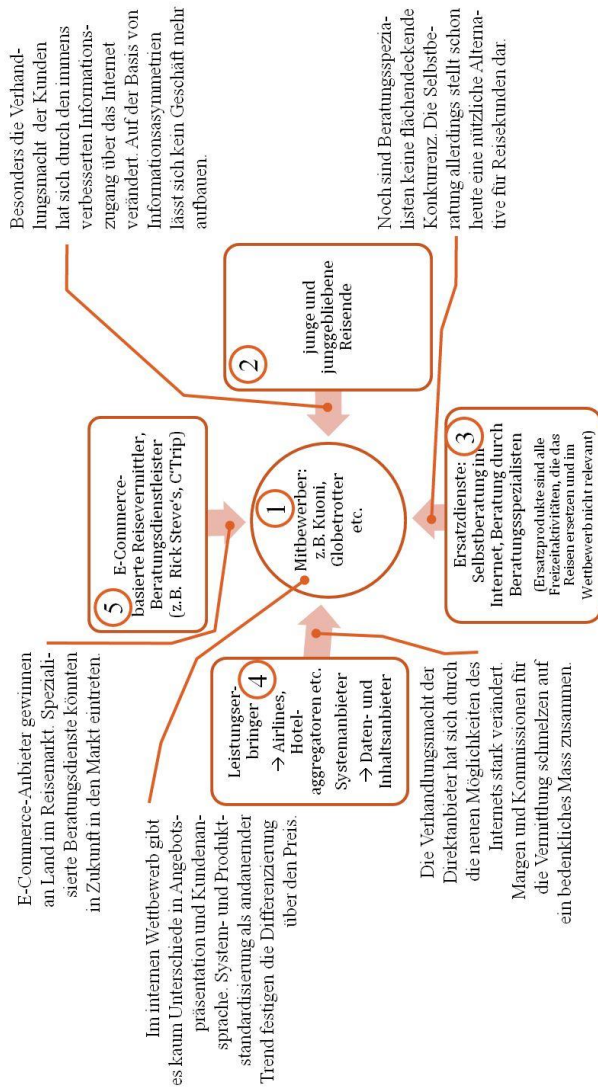 E-Commerce-Anbieter gewinnen
an Land im Reisemarkt. Speziali-
sierte Beratungsdienste könnten
in Zukunft in den Markt eintreten.
Besonders die Verhand-
lungsmacht der Kunden
hat sich durch den immens
verbesserten Informations-
zugang über das Internet
verändert. Auf der Basis von
Informationsasymmetrien
lässt sich kein Geschäft mehr
aufbauen.
5
E-Commerce-
basierte Reisevermittler,
Beratungsdienstleister
(z.B. Rick Steve's, CTrip)
Im internen Wettbewerb gibt
es kaum Unterschiede in Angebots-
präsentation und Kundenan-
sprache. System- und Produkt-
standardisierung als andauernder
Trend festigen die Differenzierung
über den Preis.
4
Leistungser-
bringer
→ Airlines,
Hotel-
aggregatoren etc.
Systemanbieter
→ Daten- und
Inhaltsanbieter
1
Mitbewerber:
z.B. Kuoni,
Globetrotter
etc.
2
junge und
junggebliebene
Reisende
3
Ersatzdienste:
Selbstberatung im
Internet, Beratung durch
Beratungsspezialisten
(Ersatzprodukte sind alle
Freizeitaktivitäten, die das
Reisen ersetzen und im
Wettbewerb nicht relevant)
Die Verhandlungsmacht der
Direktanbieter hat sich durch
die neuen Möglichkeiten des
Internets stark verändert.
Margen und Kommissionen für
die Vermittlung schmelzen auf
ein bedenkliches Mass zusammen.
Noch sind Beratungsspezia-
listen keine flächendeckende
Konkurrenz. Die Selbstbe-
ratung allerdings stellt schon
heute eine nützliche Alterna-
tive für Reisekunden dar.